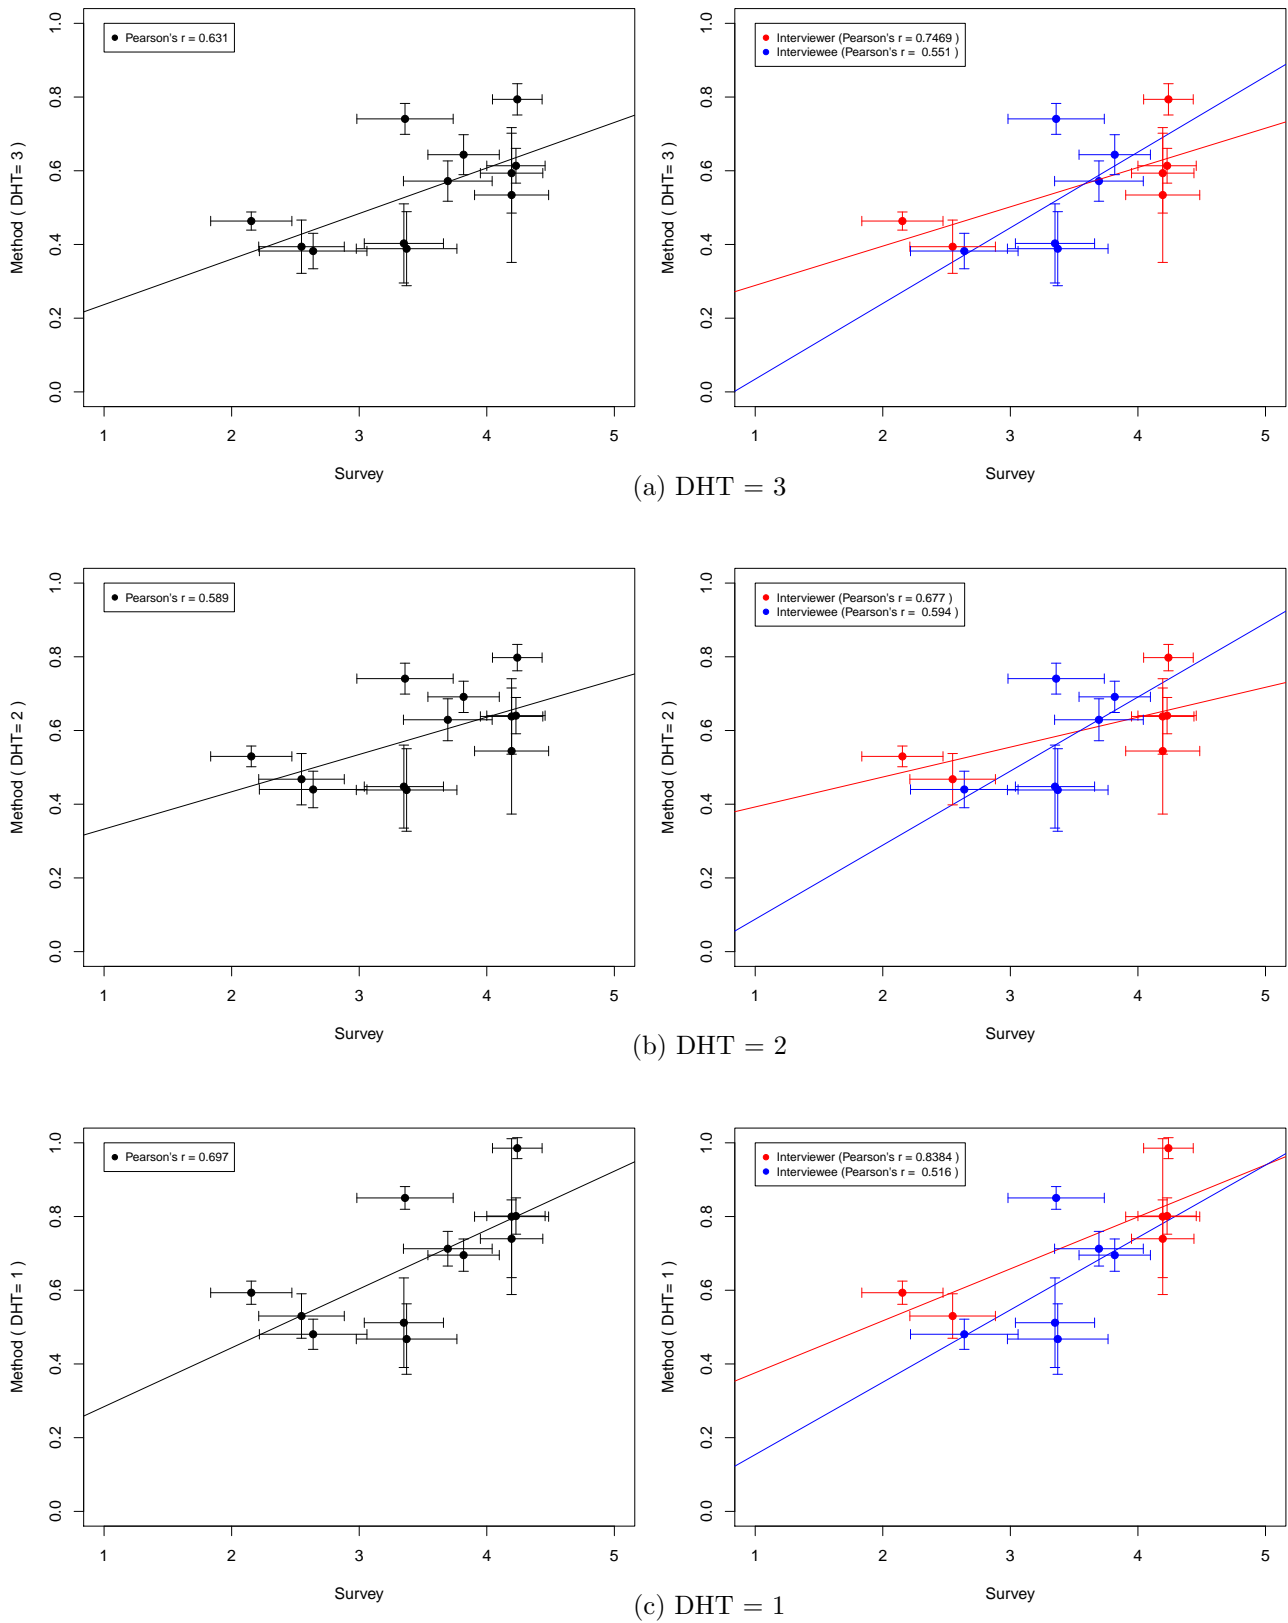 Pearson's r = 0.631
Method ( DHT= 3 )
0.0 0.2 0.4 0.6 0.8 1.0
1 2 3 4 5
Survey
Interviewer (Pearson's r = 0.7469 )
Interviewee (Pearson's r =  0.551 )
Method ( DHT= 3 )
0.0 0.2 0.4 0.6 0.8 1.0
1 2 3 4 5
Survey
(a) DHT = 3
Pearson's r = 0.589
Method ( DHT= 2 )
0.0 0.2 0.4 0.6 0.8 1.0
1 2 3 4 5
Survey
Interviewer (Pearson's r = 0.677 )
Interviewee (Pearson's r =  0.594 )
Method ( DHT= 2 )
0.0 0.2 0.4 0.6 0.8 1.0
1 2 3 4 5
Survey
(b) DHT = 2
Pearson's r = 0.697
Method ( DHT= 1 )
0.0 0.2 0.4 0.6 0.8 1.0
1 2 3 4 5
Survey
Interviewer (Pearson's r = 0.8384 )
Interviewee (Pearson's r =  0.516 )
Method ( DHT= 1 )
0.0 0.2 0.4 0.6 0.8 1.0
1 2 3 4 5
Survey
(c) DHT = 1